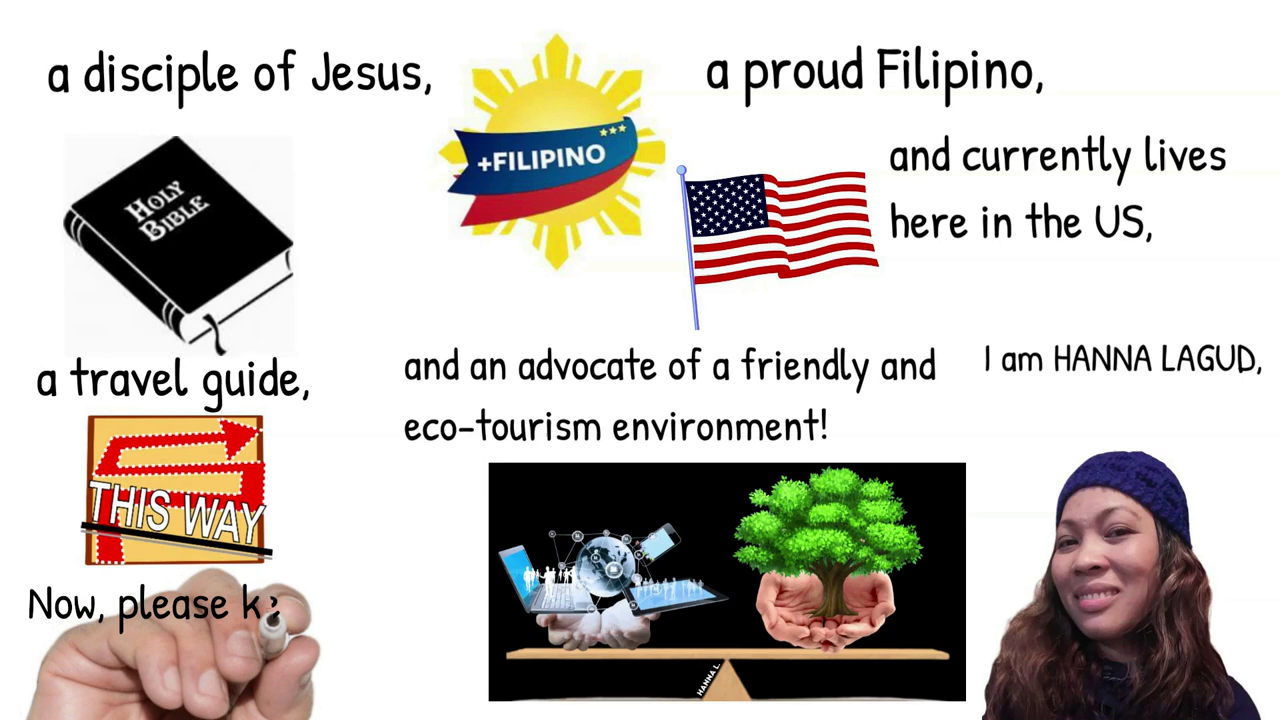 a disciple of Jesus,
HOLY
BIBLE
+FILIPINO
a proud Filipino,
and currently lives
here in the US,
a travel guide,
THIS WAY
and an advocate of a friendly and
eco-tourism environment!
HANNA L.
I am HANNA LAGUD,
Now, please k